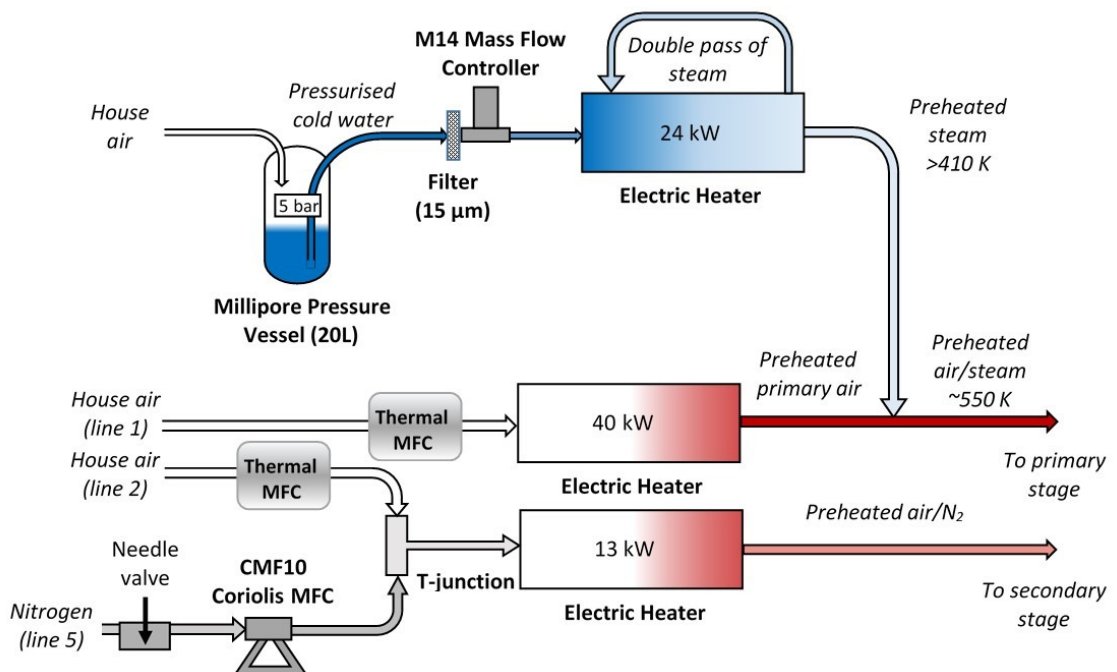 M14 Mass Flow
Controller
Double pass of
steam
House
air
Pressurised
cold water
24 kW
Preheated
steam
>410 K
5 bar
Filter
(15 µm)
Electric Heater
Millipore Pressure
Vessel (20L)
Preheated
primary air
Preheated
air/steam
~550 K
House air
(line 1)
Thermal
MFC
40 kW
House air
(line 2)
Thermal
MFC
Electric Heater
To primary
stage
Preheated air/N₂
13 kW
Needle
valve
CMF10
Coriolis MFC
T-junction
Electric Heater
Nitrogen
(line 5)
To secondary
stage